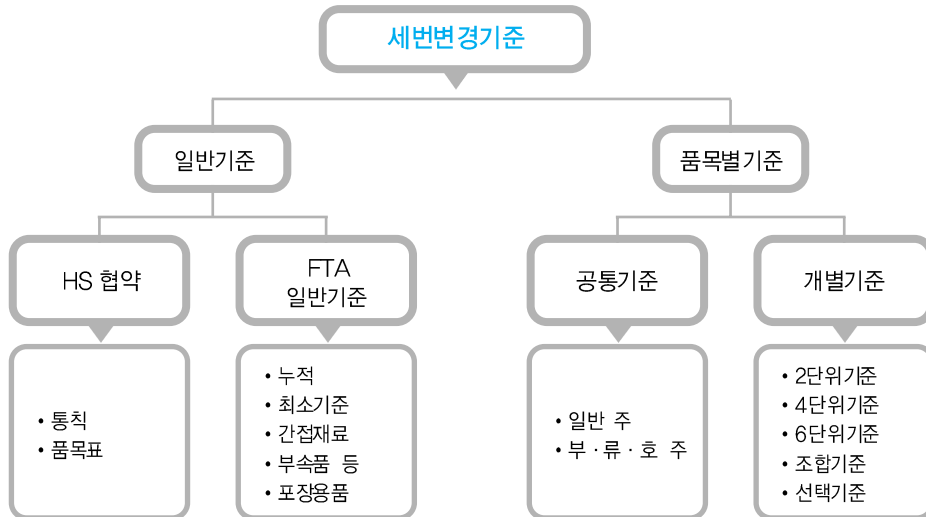 세번변경기준
일반기준
품목별기준
HS 협약
FTA
일반기준
공통기준
개별기준
• 통칙
• 품목표
• 누적
• 최소기준
• 간접재료
• 부속품 등
• 포장용품
• 일반 주
• 부·류·호 주
• 2단위기준
• 4단위기준
• 6단위기준
• 조합기준
• 선택기준